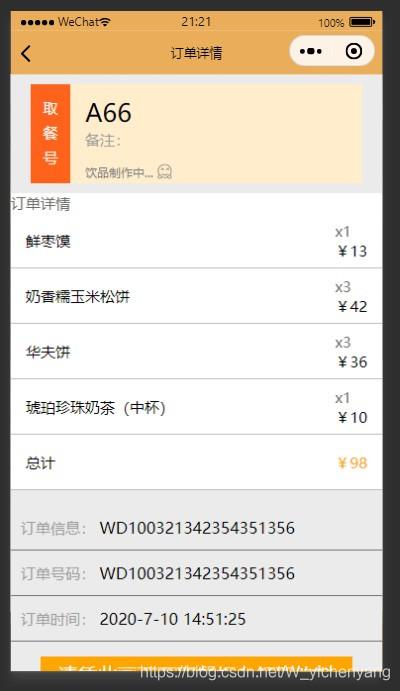 WeChat 21:21 100%
订单详情
取餐号
A66
备注：
饮品制作中...
订单详情
鲜枣馍 x1
￥13
奶香糯玉米松饼 x3
￥42
华夫饼 x3
￥36
琥珀珍珠奶茶（中杯） x1
￥10
总计 ￥98
订单信息： WD100321342354351356
订单号码： WD100321342354351356
订单时间： 2020-7-10 14:51:25
https://blog.csdn.net/W_yichenyang